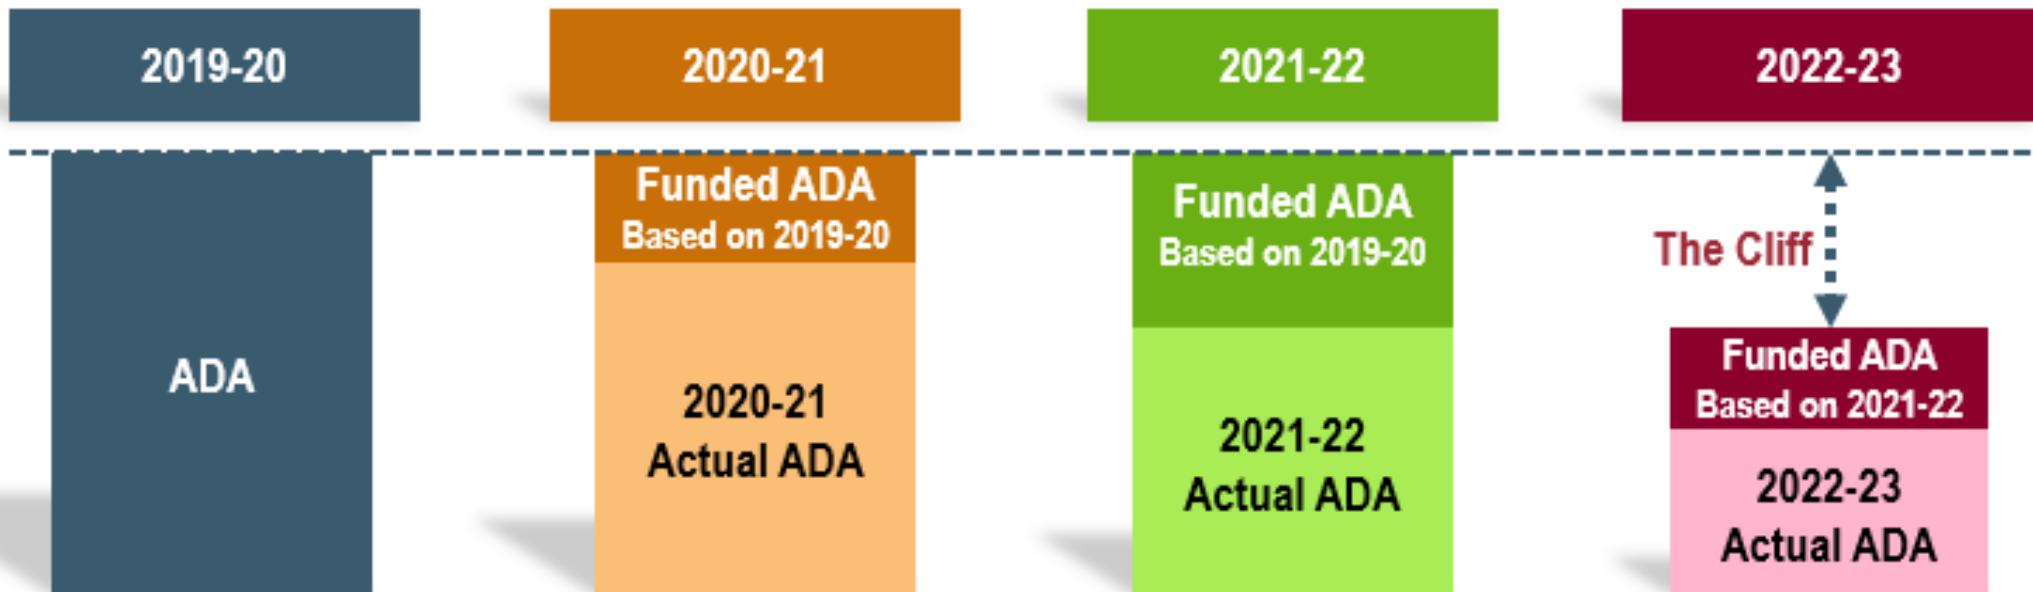 2019-20
2020-21
2021-22
2022-23
ADA
Funded ADA
Based on 2019-20
2020-21
Actual ADA
Funded ADA
Based on 2019-20
2021-22
Actual ADA
The Cliff
Funded ADA
Based on 2021-22
2022-23
Actual ADA